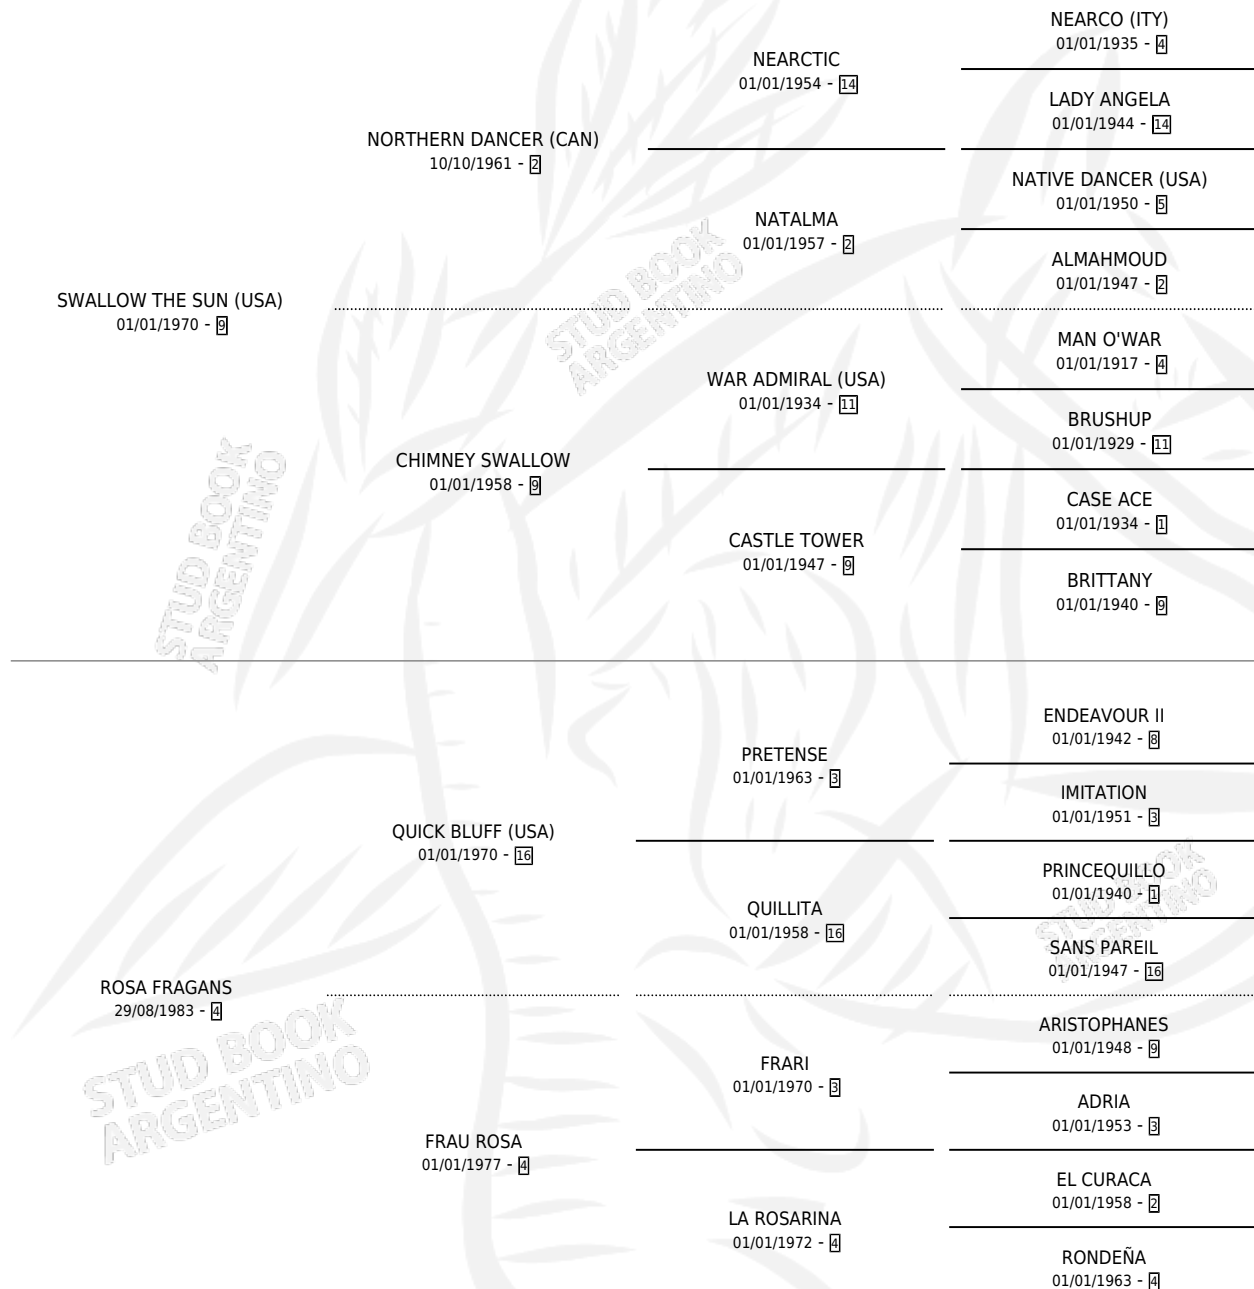 NEARCO (ITY)
01/01/1935 - 4
NEARCTIC
01/01/1954 - 14
LADY ANGELA
01/01/1944 - 14
NORTHERN DANCER (CAN)
10/10/1961 - 2
NATIVE DANCER (USA)
01/01/1950 - 5
NATALMA
01/01/1957 - 2
ALMAHMOUD
01/01/1947 - 2
SWALLOW THE SUN (USA)
01/01/1970 - 9
STUD BOOK
ARGENTINO
MAN O'WAR
01/01/1917 - 4
WAR ADMIRAL (USA)
01/01/1934 - 11
BRUSHUP
01/01/1929 - 11
CHIMNEY SWALLOW
01/01/1958 - 9
CASE ACE
01/01/1934 - 1
CASTLE TOWER
01/01/1947 - 9
BRITTANY
01/01/1940 - 9
STUD BOOK
ARGENTINO
ENDEAVOUR II
01/01/1942 - 8
PRETENSE
01/01/1963 - 3
IMITATION
01/01/1951 - 3
QUICK BLUFF (USA)
01/01/1970 - 16
PRINCEQUILLO
01/01/1940 - 1
QUILLITA
01/01/1958 - 16
SANS PAREIL
01/01/1947 - 16
STUD BOOK
ARGENTINO
ROSA FRAGANS
29/08/1983 - 4
ARISTOPHANES
01/01/1948 - 9
FRARI
01/01/1970 - 3
ADRIA
01/01/1953 - 3
STUD BOOK
ARGENTINO
FRAU ROSA
01/01/1977 - 4
EL CURACA
01/01/1958 - 2
LA ROSARINA
01/01/1972 - 4
RONDEÑA
01/01/1963 - 4